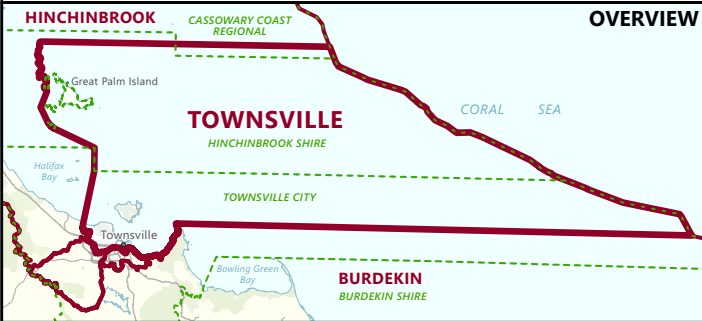 HINCHINBROOK
CASSOWARY COAST
REGIONAL
OVERVIEW
Great Palm Island
TOWNSVILLE
CORAL SEA
HINCHINBROOK SHIRE
Halifax
Bay
TOWNSVILLE CITY
Townsville
Bowling Green
Bay
BURDEKIN
BURDEKIN SHIRE